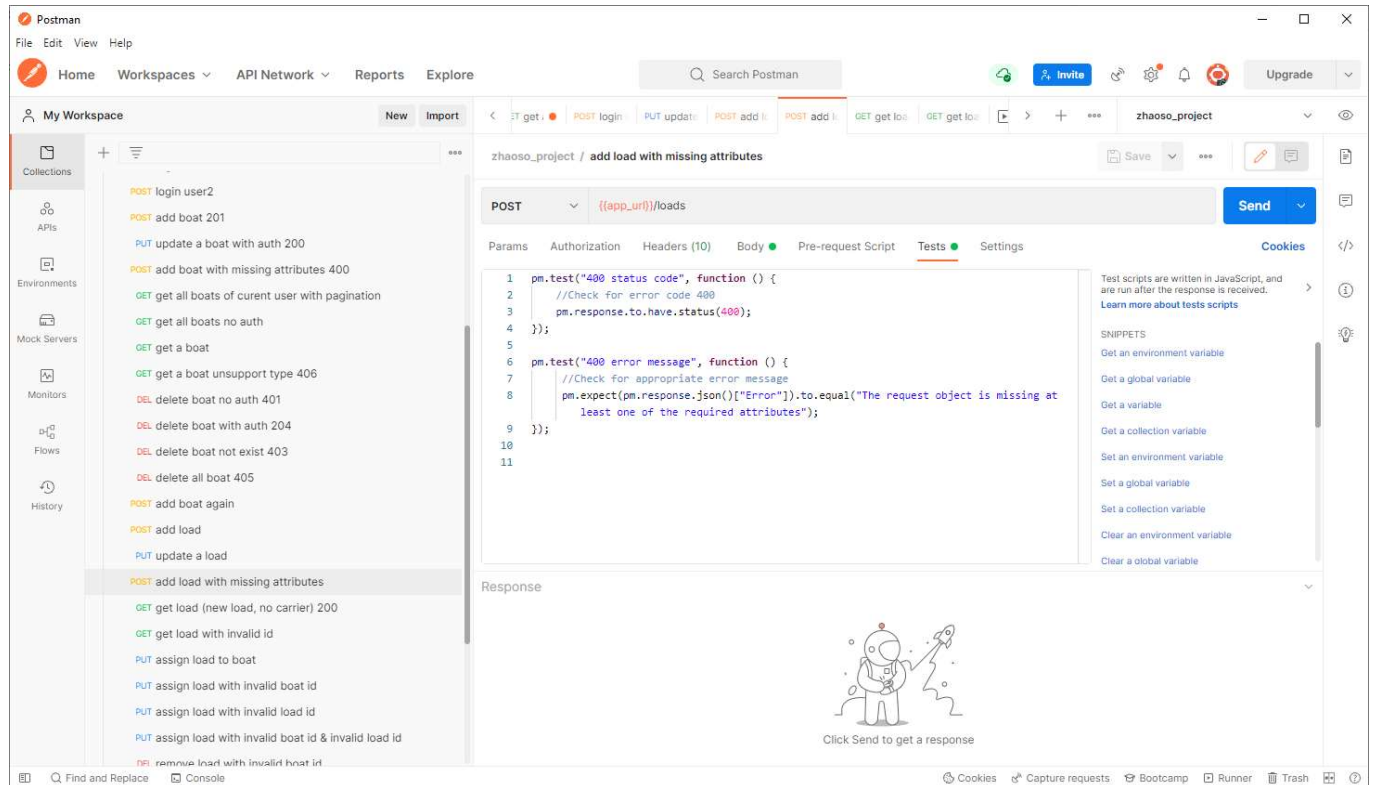 Postman
File Edit View Help
Home Workspaces API Network Reports Explore
Search Postman
Invite
Upgrade
My Workspace
New Import
GET get
POST login
PUT updat
POST add l
POST add l
GET get loa
GET get loa
zhaoso_project
Collections
APIs
Environments
Mock Servers
Monitors
Flows
History
POST login user2
POST add boat 201
PUT update a boat with auth 200
POST add boat with missing attributes 400
GET get all boats of curent user with pagination
GET get all boats no auth
GET get a boat
GET get a boat unsupport type 406
DEL delete boat no auth 401
DEL delete boat with auth 204
DEL delete boat not exist 403
DEL delete all boat 405
POST add boat again
POST add load
PUT update a load
POST add load with missing attributes
GET get load (new load, no carrier) 200
GET get load with invalid id
PUT assign load to boat
PUT assign load with invalid boat id
PUT assign load with invalid load id
PUT assign load with invalid boat id & invalid load id
DEL remove load with invalid boat id
zhaoso_project / add load with missing attributes
Save
POST {{app_url}}/loads
Send
Params Authorization Headers (10) Body Pre-request Script Tests Settings
Cookies
1 pm.test("400 status code", function () {
2 //Check for error code 400
3 pm.response.to.have.status(400);
4 });
5
6 pm.test("400 error message", function () {
7 //Check for appropriate error message
8 pm.expect(pm.response.json()["Error"]).to.equal("The request object is missing at
least one of the required attributes");
9 });
10
11
Test scripts are written in JavaScript, and
are run after the response is received.
Learn more about tests scripts
SNIPPETS
Get an environment variable
Get a global variable
Get a variable
Get a collection variable
Set an environment variable
Set a global variable
Set a collection variable
Clear an environment variable
Clear a global variable
Response
Click Send to get a response
Find and Replace Console
Cookies Capture requests Bootcamp Runner Trash